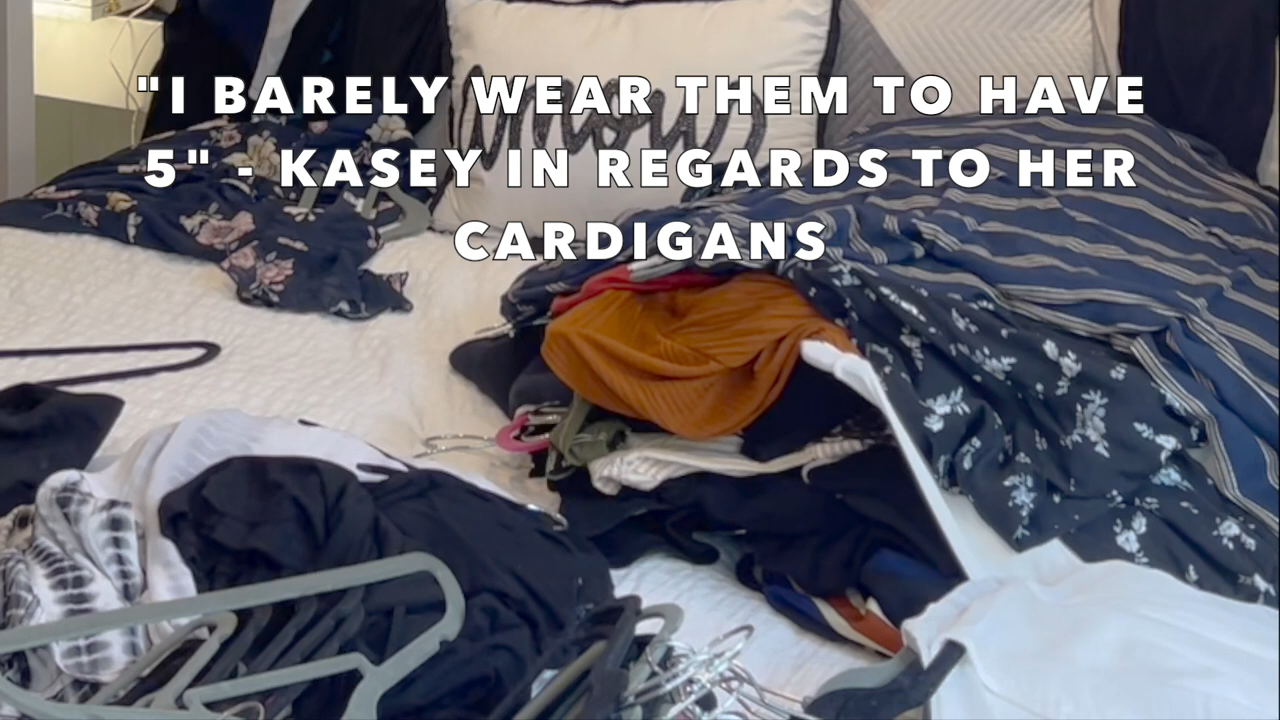 "I BARELY WEAR THEM TO HAVE
5" - KASEY IN REGARDS TO HER
CARDIGANS